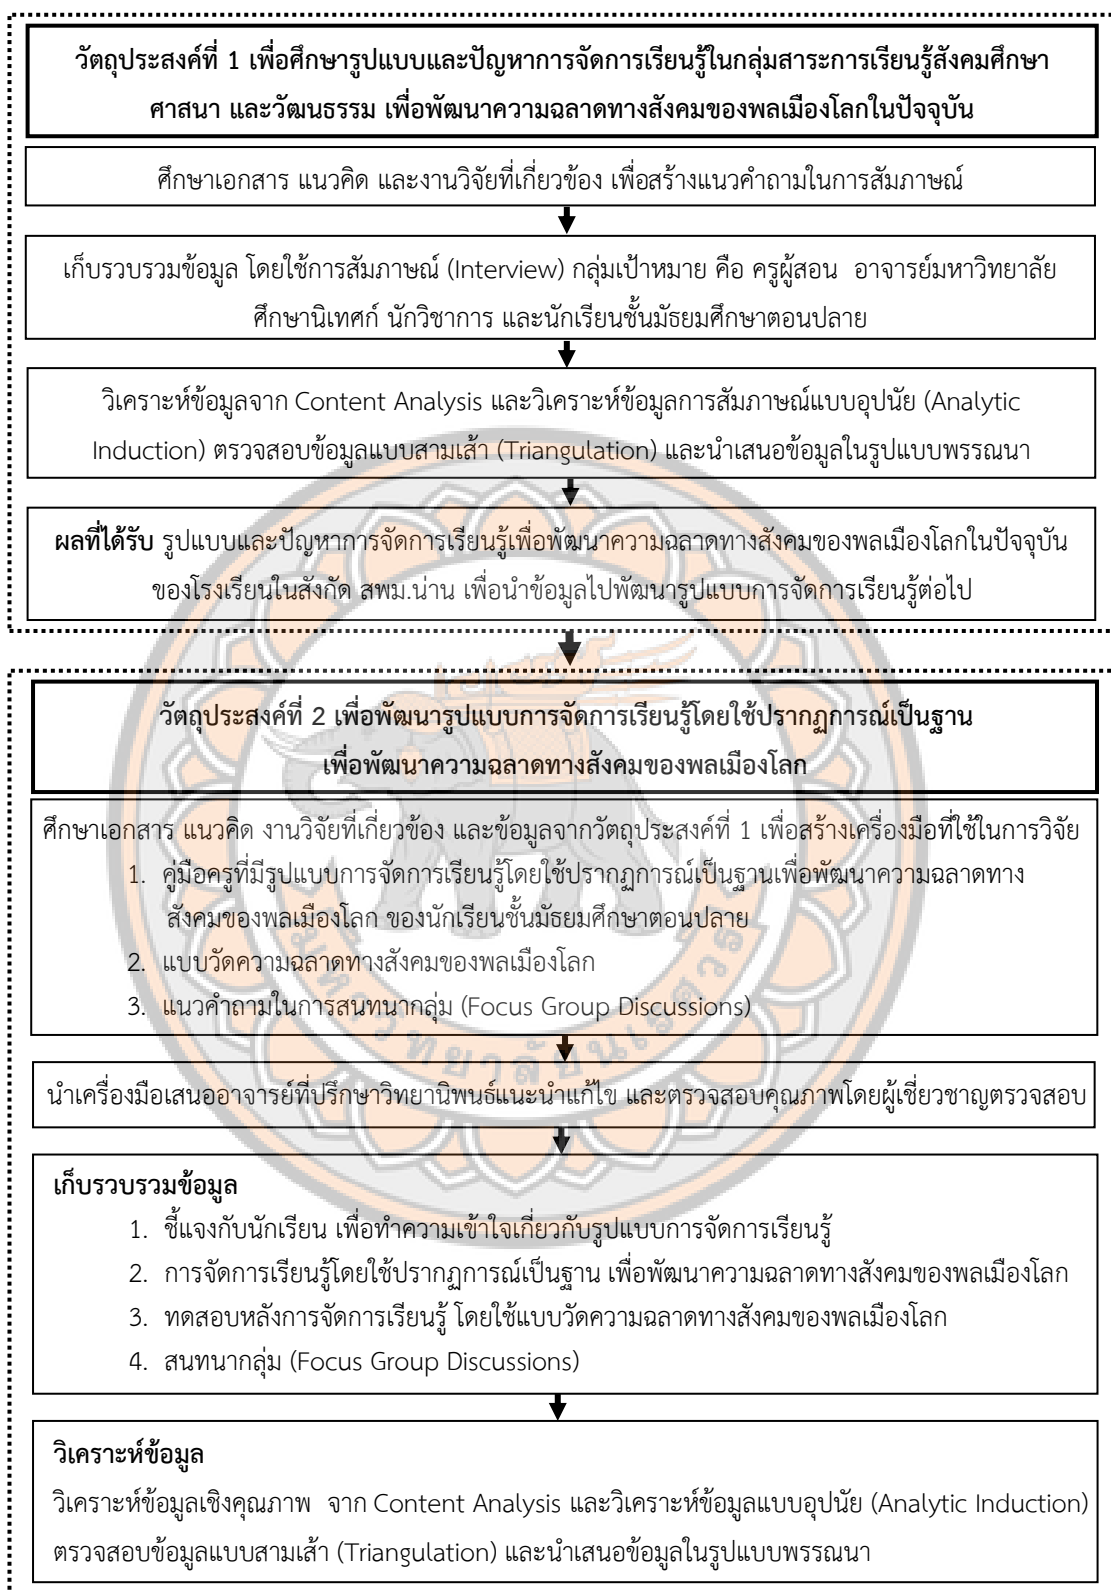 วัตถุประสงค์ที่ 1 เพื่อศึกษารูปแบบและปัญหาการจัดการเรียนรู้ในกลุ่มสาระการเรียนรู้สังคมศึกษา
ศาสนา และวัฒนธรรม เพื่อพัฒนาความฉลาดทางสังคมของพลเมืองโลกในปัจจุบัน
ศึกษาเอกสาร แนวคิด และงานวิจัยที่เกี่ยวข้อง เพื่อสร้างแนวคำถามในการสัมภาษณ์
เก็บรวบรวมข้อมูล โดยใช้การสัมภาษณ์ (Interview) กลุ่มเป้าหมาย คือ ครูผู้สอน อาจารย์มหาวิทยาลัย
ศึกษานิเทศก์ นักวิชาการ และนักเรียนชั้นมัธยมศึกษาตอนปลาย
วิเคราะห์ข้อมูลจาก Content Analysis และวิเคราะห์ข้อมูลการสัมภาษณ์แบบอุปนัย (Analytic
Induction) ตรวจสอบข้อมูลแบบสามเส้า (Triangulation) และนำเสนอข้อมูลในรูปแบบพรรณนา
ผลที่ได้รับ รูปแบบและปัญหาการจัดการเรียนรู้เพื่อพัฒนาความฉลาดทางสังคมของพลเมืองโลกในปัจจุบัน
ของโรงเรียนในสังกัด สพม.น่าน เพื่อนำข้อมูลไปพัฒนารูปแบบการจัดการเรียนรู้ต่อไป
วัตถุประสงค์ที่ 2 เพื่อพัฒนารูปแบบการจัดการเรียนรู้โดยใช้ปรากฏการณ์เป็นฐาน
เพื่อพัฒนาความฉลาดทางสังคมของพลเมืองโลก
ศึกษาเอกสาร แนวคิด งานวิจัยที่เกี่ยวข้อง และข้อมูลจากวัตถุประสงค์ที่ 1 เพื่อสร้างเครื่องมือที่ใช้ในการวิจัย
1. คู่มือครูที่มีรูปแบบการจัดการเรียนรู้โดยใช้ปรากฏการณ์เป็นฐานเพื่อพัฒนาความฉลาดทาง
สังคมของพลเมืองโลก ของนักเรียนชั้นมัธยมศึกษาตอนปลาย
2. แบบวัดความฉลาดทางสังคมของพลเมืองโลก
3. แนวคำถามในการสนทนากลุ่ม (Focus Group Discussions)
มหาวิทยาลัยนเรศวร
นำเครื่องมือเสนออาจารย์ที่ปรึกษาวิทยานิพนธ์แนะนำแก้ไข และตรวจสอบคุณภาพโดยผู้เชี่ยวชาญตรวจสอบ
เก็บรวบรวมข้อมูล
1. ชี้แจงกับนักเรียน เพื่อทำความเข้าใจเกี่ยวกับรูปแบบการจัดการเรียนรู้
2. การจัดการเรียนรู้โดยใช้ปรากฏการณ์เป็นฐาน เพื่อพัฒนาความฉลาดทางสังคมของพลเมืองโลก
3. ทดสอบหลังการจัดการเรียนรู้ โดยใช้แบบวัดความฉลาดทางสังคมของพลเมืองโลก
4. สนทนากลุ่ม (Focus Group Discussions)
วิเคราะห์ข้อมูล
วิเคราะห์ข้อมูลเชิงคุณภาพ จาก Content Analysis และวิเคราะห์ข้อมูลแบบอุปนัย (Analytic Induction)
ตรวจสอบข้อมูลแบบสามเส้า (Triangulation) และนำเสนอข้อมูลในรูปแบบพรรณนา